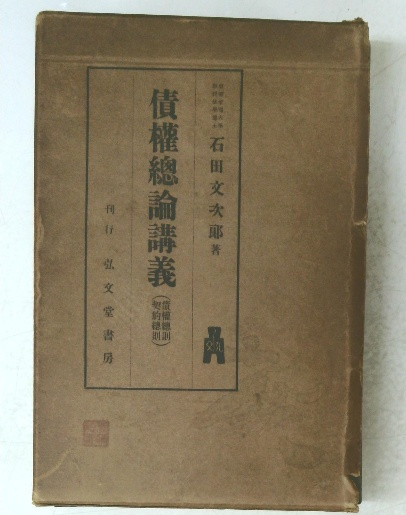 石田文次郎著
債權總論講義
(債權總則
契約總則)
刊行 弘文堂書房